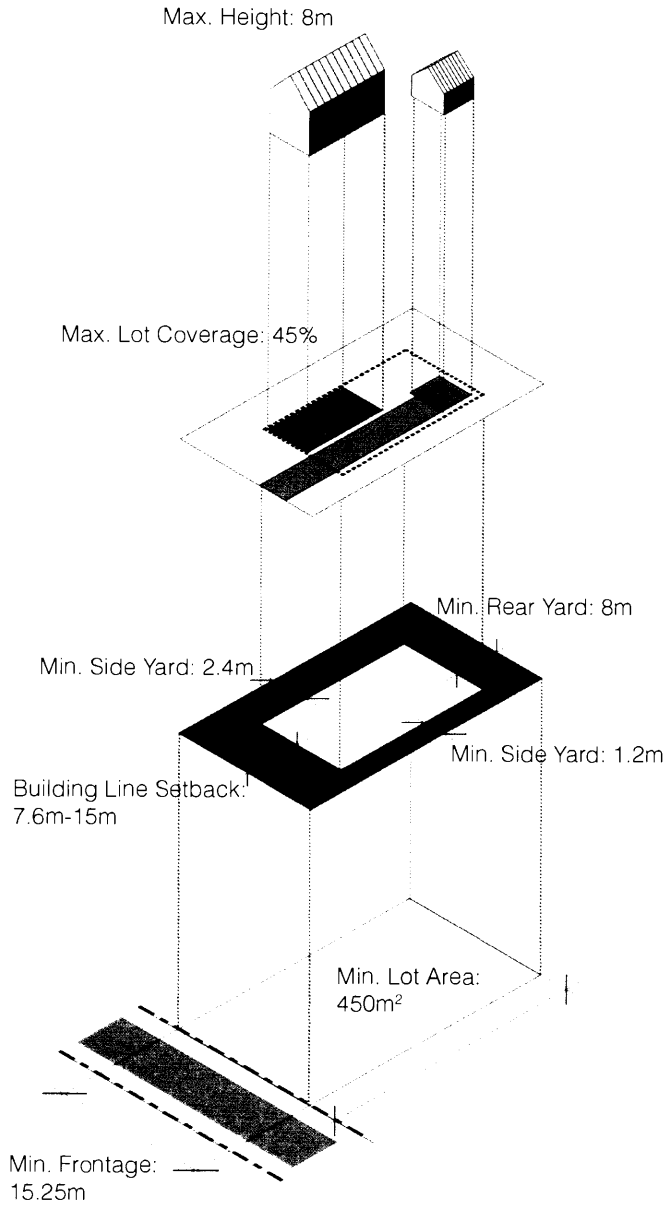 Max. Height: 8m
Max. Lot Coverage: 45%
Min. Rear Yard: 8m
Min. Side Yard: 2.4m
Min. Side Yard: 1.2m
Building Line Setback:
7.6m-15m
Min. Lot Area:
450m²
Min. Frontage:
15.25m